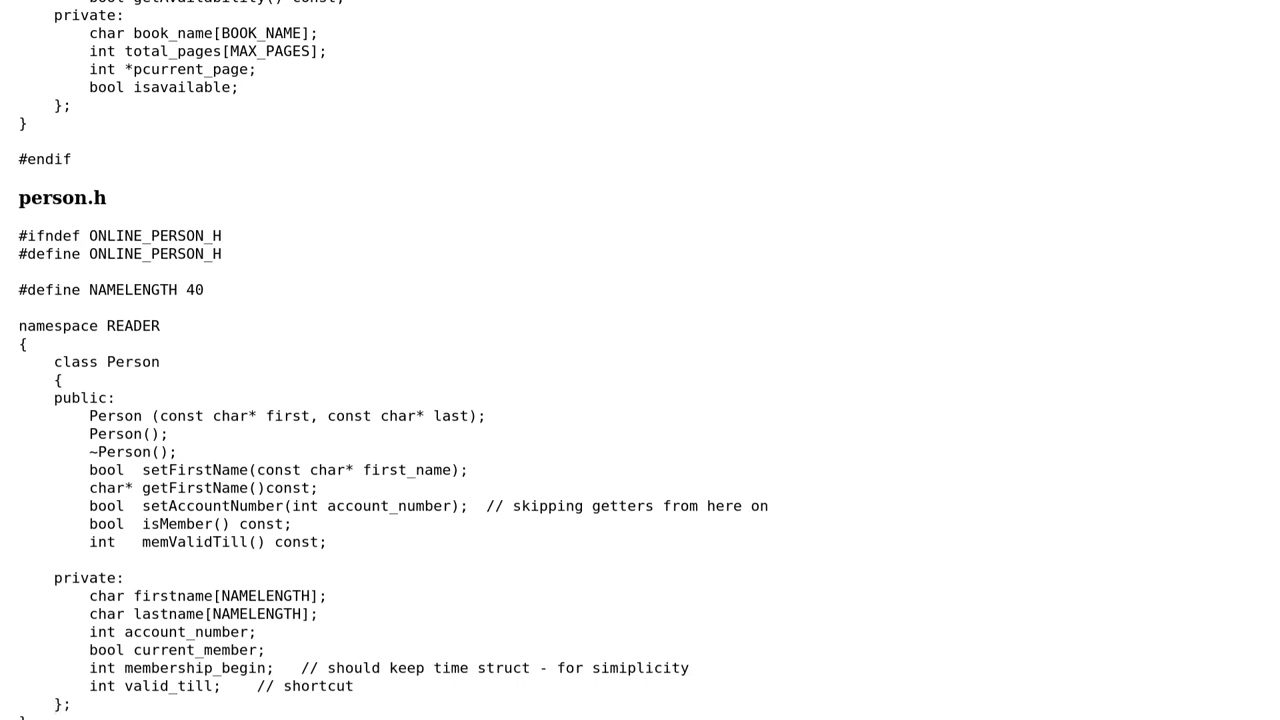 bool getAvailability() const;
private:
char book_name[BOOK_NAME];
int total_pages[MAX_PAGES];
int *pcurrent_page;
bool isavailable;
};
}
#endif
person.h
#ifndef ONLINE_PERSON_H
#define ONLINE_PERSON_H
#define NAMELENGTH 40
namespace READER
{
class Person
{
public:
Person (const char* first, const char* last);
Person();
~Person();
bool  setFirstName(const char* first_name);
char* getFirstName()const;
bool  setAccountNumber(int account_number);  // skipping getters from here on
bool  isMember() const;
int   memValidTill() const;
private:
char firstname[NAMELENGTH];
char lastname[NAMELENGTH];
int account_number;
bool current_member;
int membership_begin;   // should keep time struct - for simiplicity
int valid_till;    // shortcut
};
}